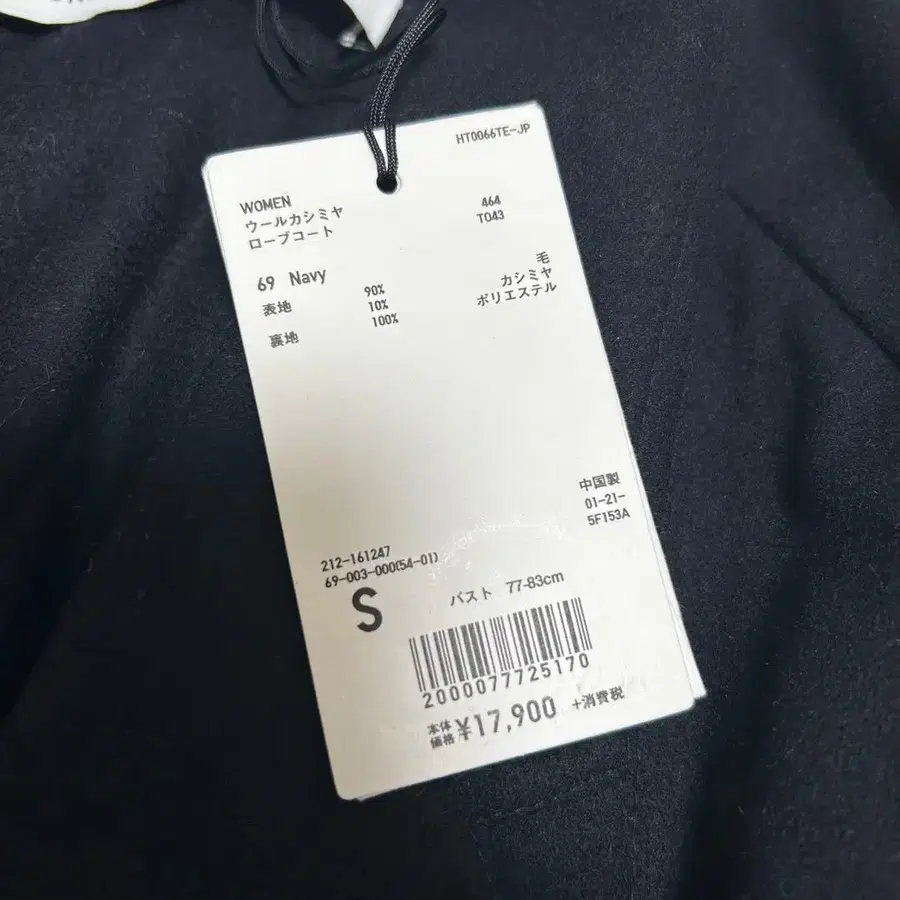 HT0066TE-JP
WOMEN
ウールカシミヤ
ローブコート
464
T043
69 Navy
表地 90% 毛
10% カシミヤ
裏地 100% ポリエステル
中国製
01-21-
5F153A
212-161247
69-003-000(54-01)
S バスト 77-83cm
2000077725170
本体価格 ¥17,900 +消費税